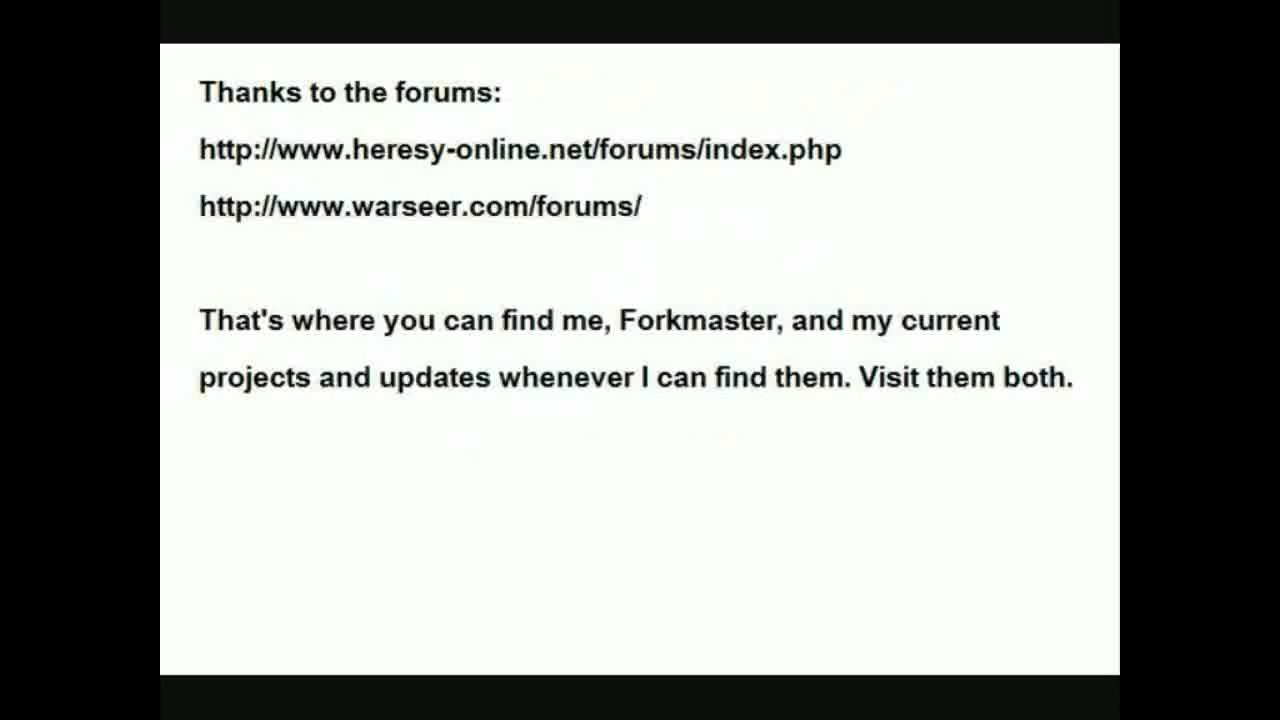 Thanks to the forums:
http://www.heresy-online.net/forums/index.php
http://www.warseer.com/forums/
That's where you can find me, Forkmaster, and my current
projects and updates whenever I can find them. Visit them both.